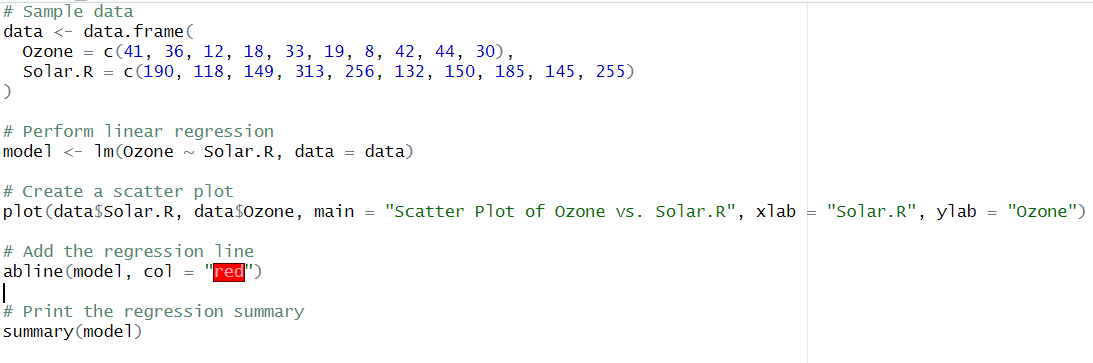 # Sample data
data <- data.frame(
  Ozone = c(41, 36, 12, 18, 33, 19, 8, 42, 44, 30),
  Solar.R = c(190, 118, 149, 313, 256, 132, 150, 185, 145, 255)
)

# Perform linear regression
model <- lm(Ozone ~ Solar.R, data = data)

# Create a scatter plot
plot(data$Solar.R, data$Ozone, main = "Scatter Plot of Ozone vs. Solar.R", xlab = "Solar.R", ylab = "Ozone")

# Add the regression line
abline(model, col = "red")

# Print the regression summary
summary(model)